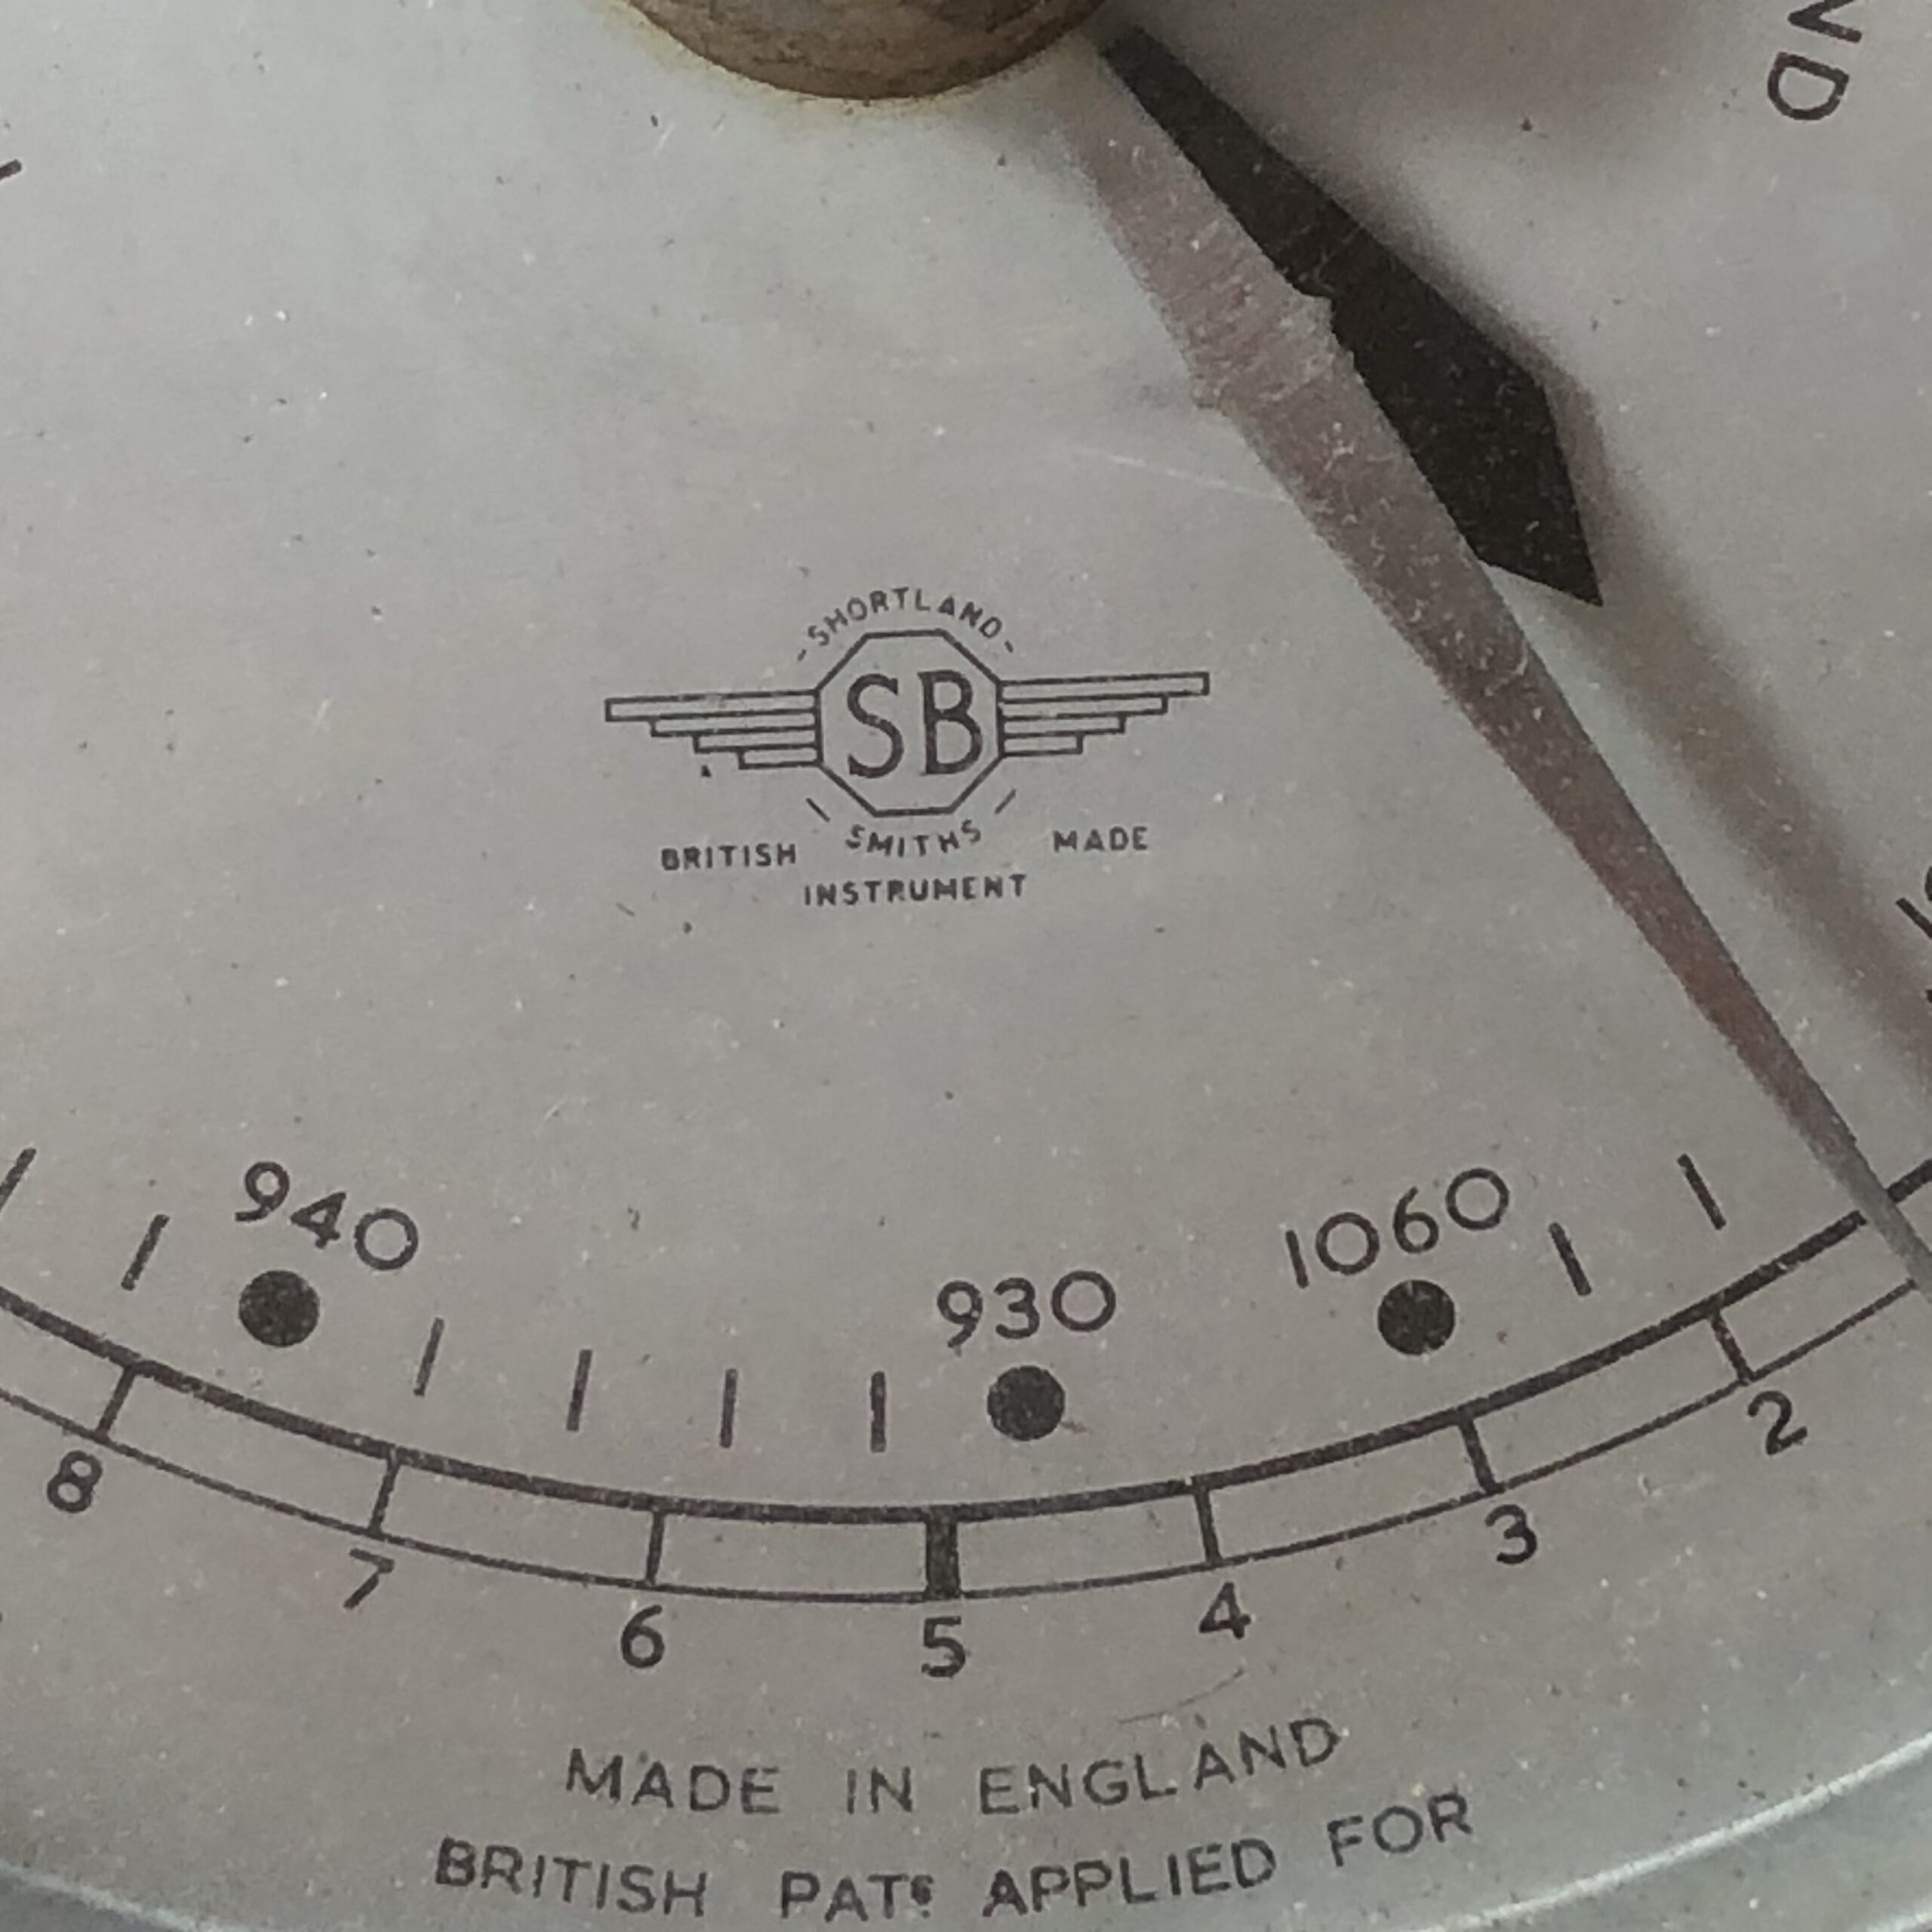 ND
-SHORTLAND-
SB
SMITHS
BRITISH MADE
INSTRUMENT
940 930 1060
8 7 6 5 4 3 2
MADE IN ENGLAND
BRITISH PATS APPLIED FOR